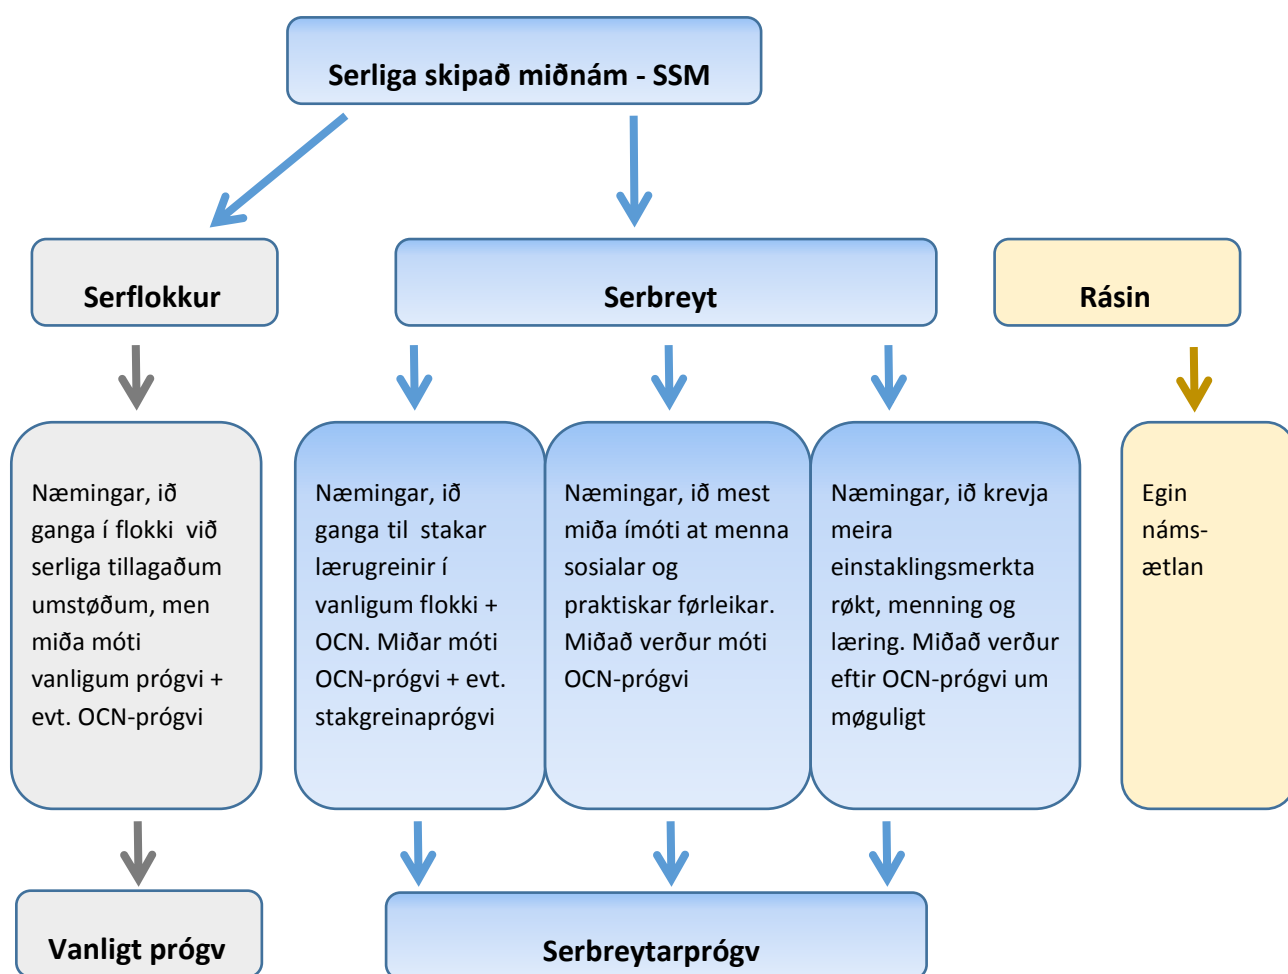 Serliga skipað miðnám - SSM
Serflokkur
Serbreyt
Rásin
Næmingar, ið
ganga í flokki við
serliga tillagaðum
umstøðum, men
miða móti
vanligum prógvi +
evt. OCN-prógvi
Næmingar, ið
ganga til stakar
lærugreinir í
vanligum flokki +
OCN. Miðar móti
OCN-prógvi + evt.
stakgreinaprógvi
Næmingar, ið mest
miða ímóti at menna
sosialar og
praktiskar førleikar.
Miðað verður móti
OCN-prógvi
Næmingar, ið krevja
meira
einstaklingsmerkta
røkt, menning og
læring. Miðað verður
eftir OCN-prógvi um
møguligt
Egin
náms-
ætlan
Vanligt prógv
Serbreytarprógv